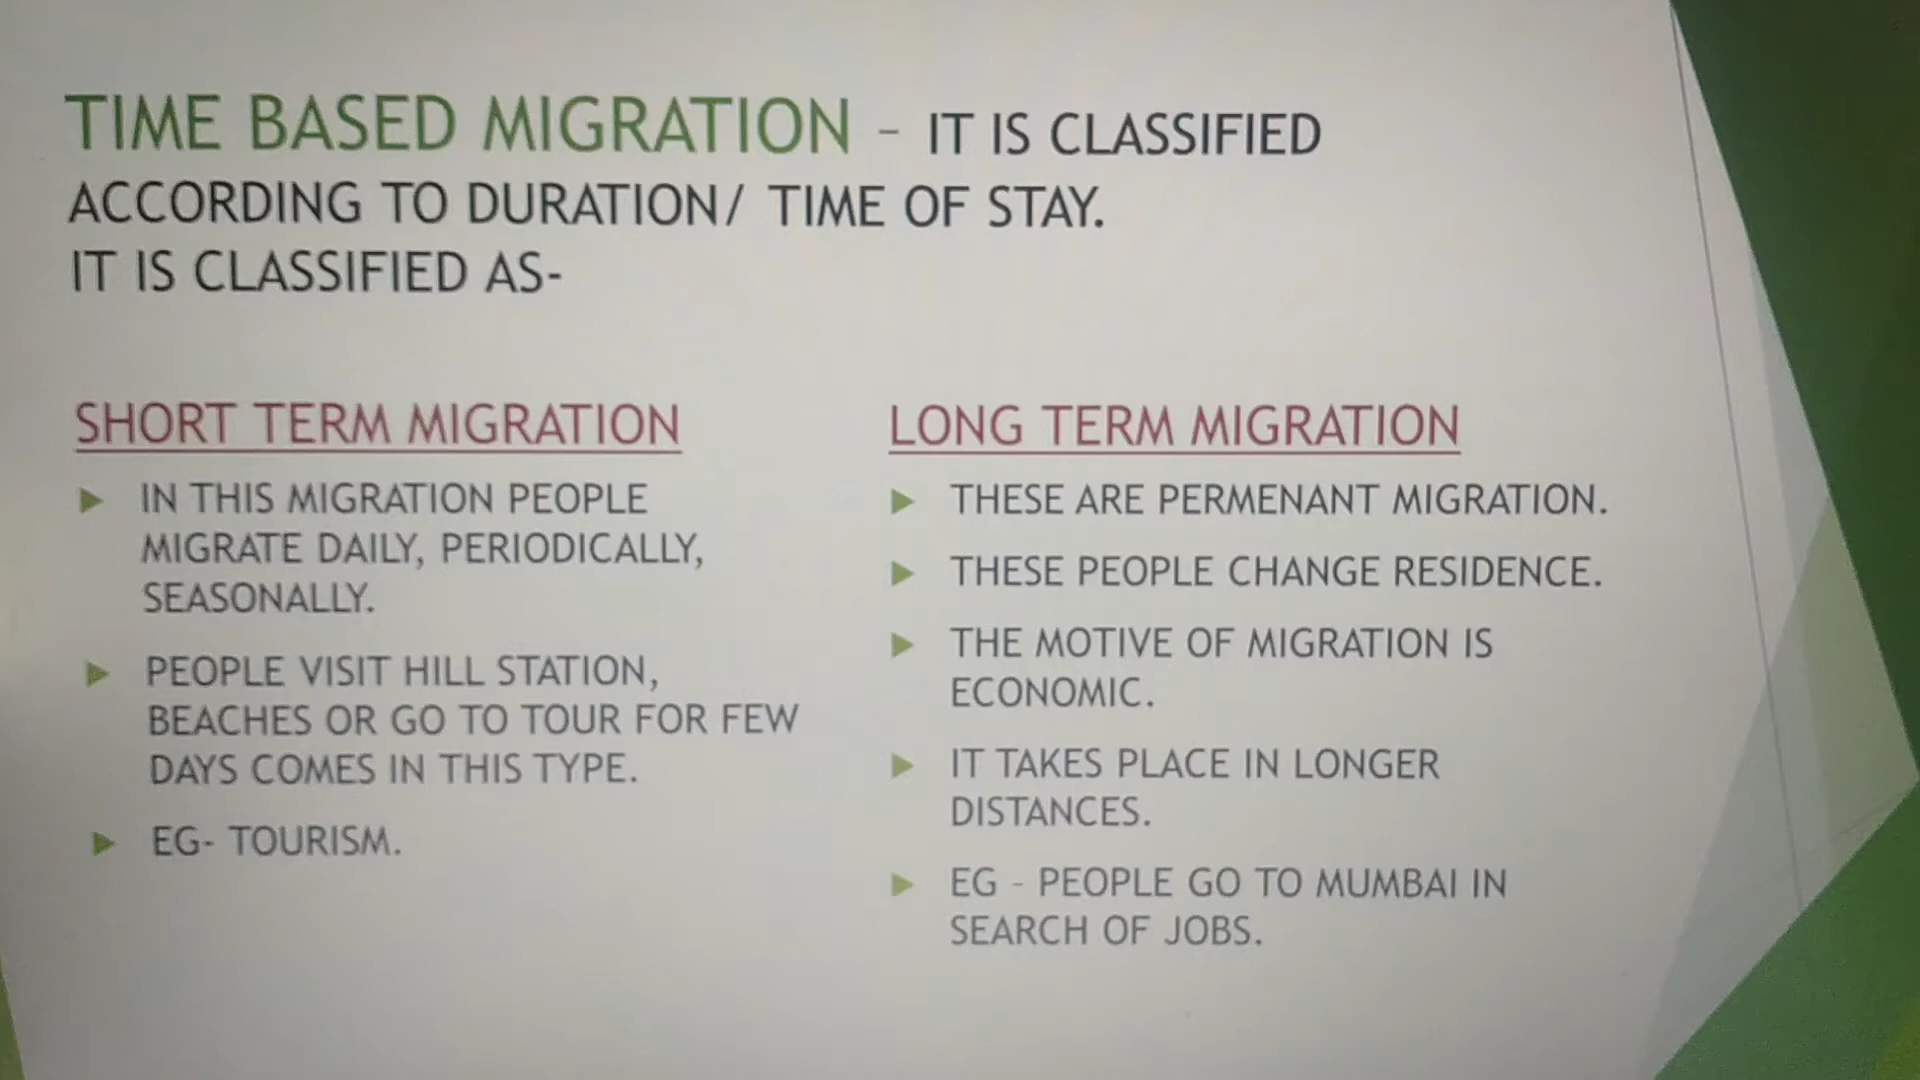 TIME BASED MIGRATION – IT IS CLASSIFIED
ACCORDING TO DURATION/ TIME OF STAY.
IT IS CLASSIFIED AS-
SHORT TERM MIGRATION
▶ IN THIS MIGRATION PEOPLE
MIGRATE DAILY, PERIODICALLY,
SEASONALLY.
▶ PEOPLE VISIT HILL STATION,
BEACHES OR GO TO TOUR FOR FEW
DAYS COMES IN THIS TYPE.
▶ EG- TOURISM.
LONG TERM MIGRATION
▶ THESE ARE PERMENANT MIGRATION.
▶ THESE PEOPLE CHANGE RESIDENCE.
▶ THE MOTIVE OF MIGRATION IS
ECONOMIC.
▶ IT TAKES PLACE IN LONGER
DISTANCES.
▶ EG – PEOPLE GO TO MUMBAI IN
SEARCH OF JOBS.